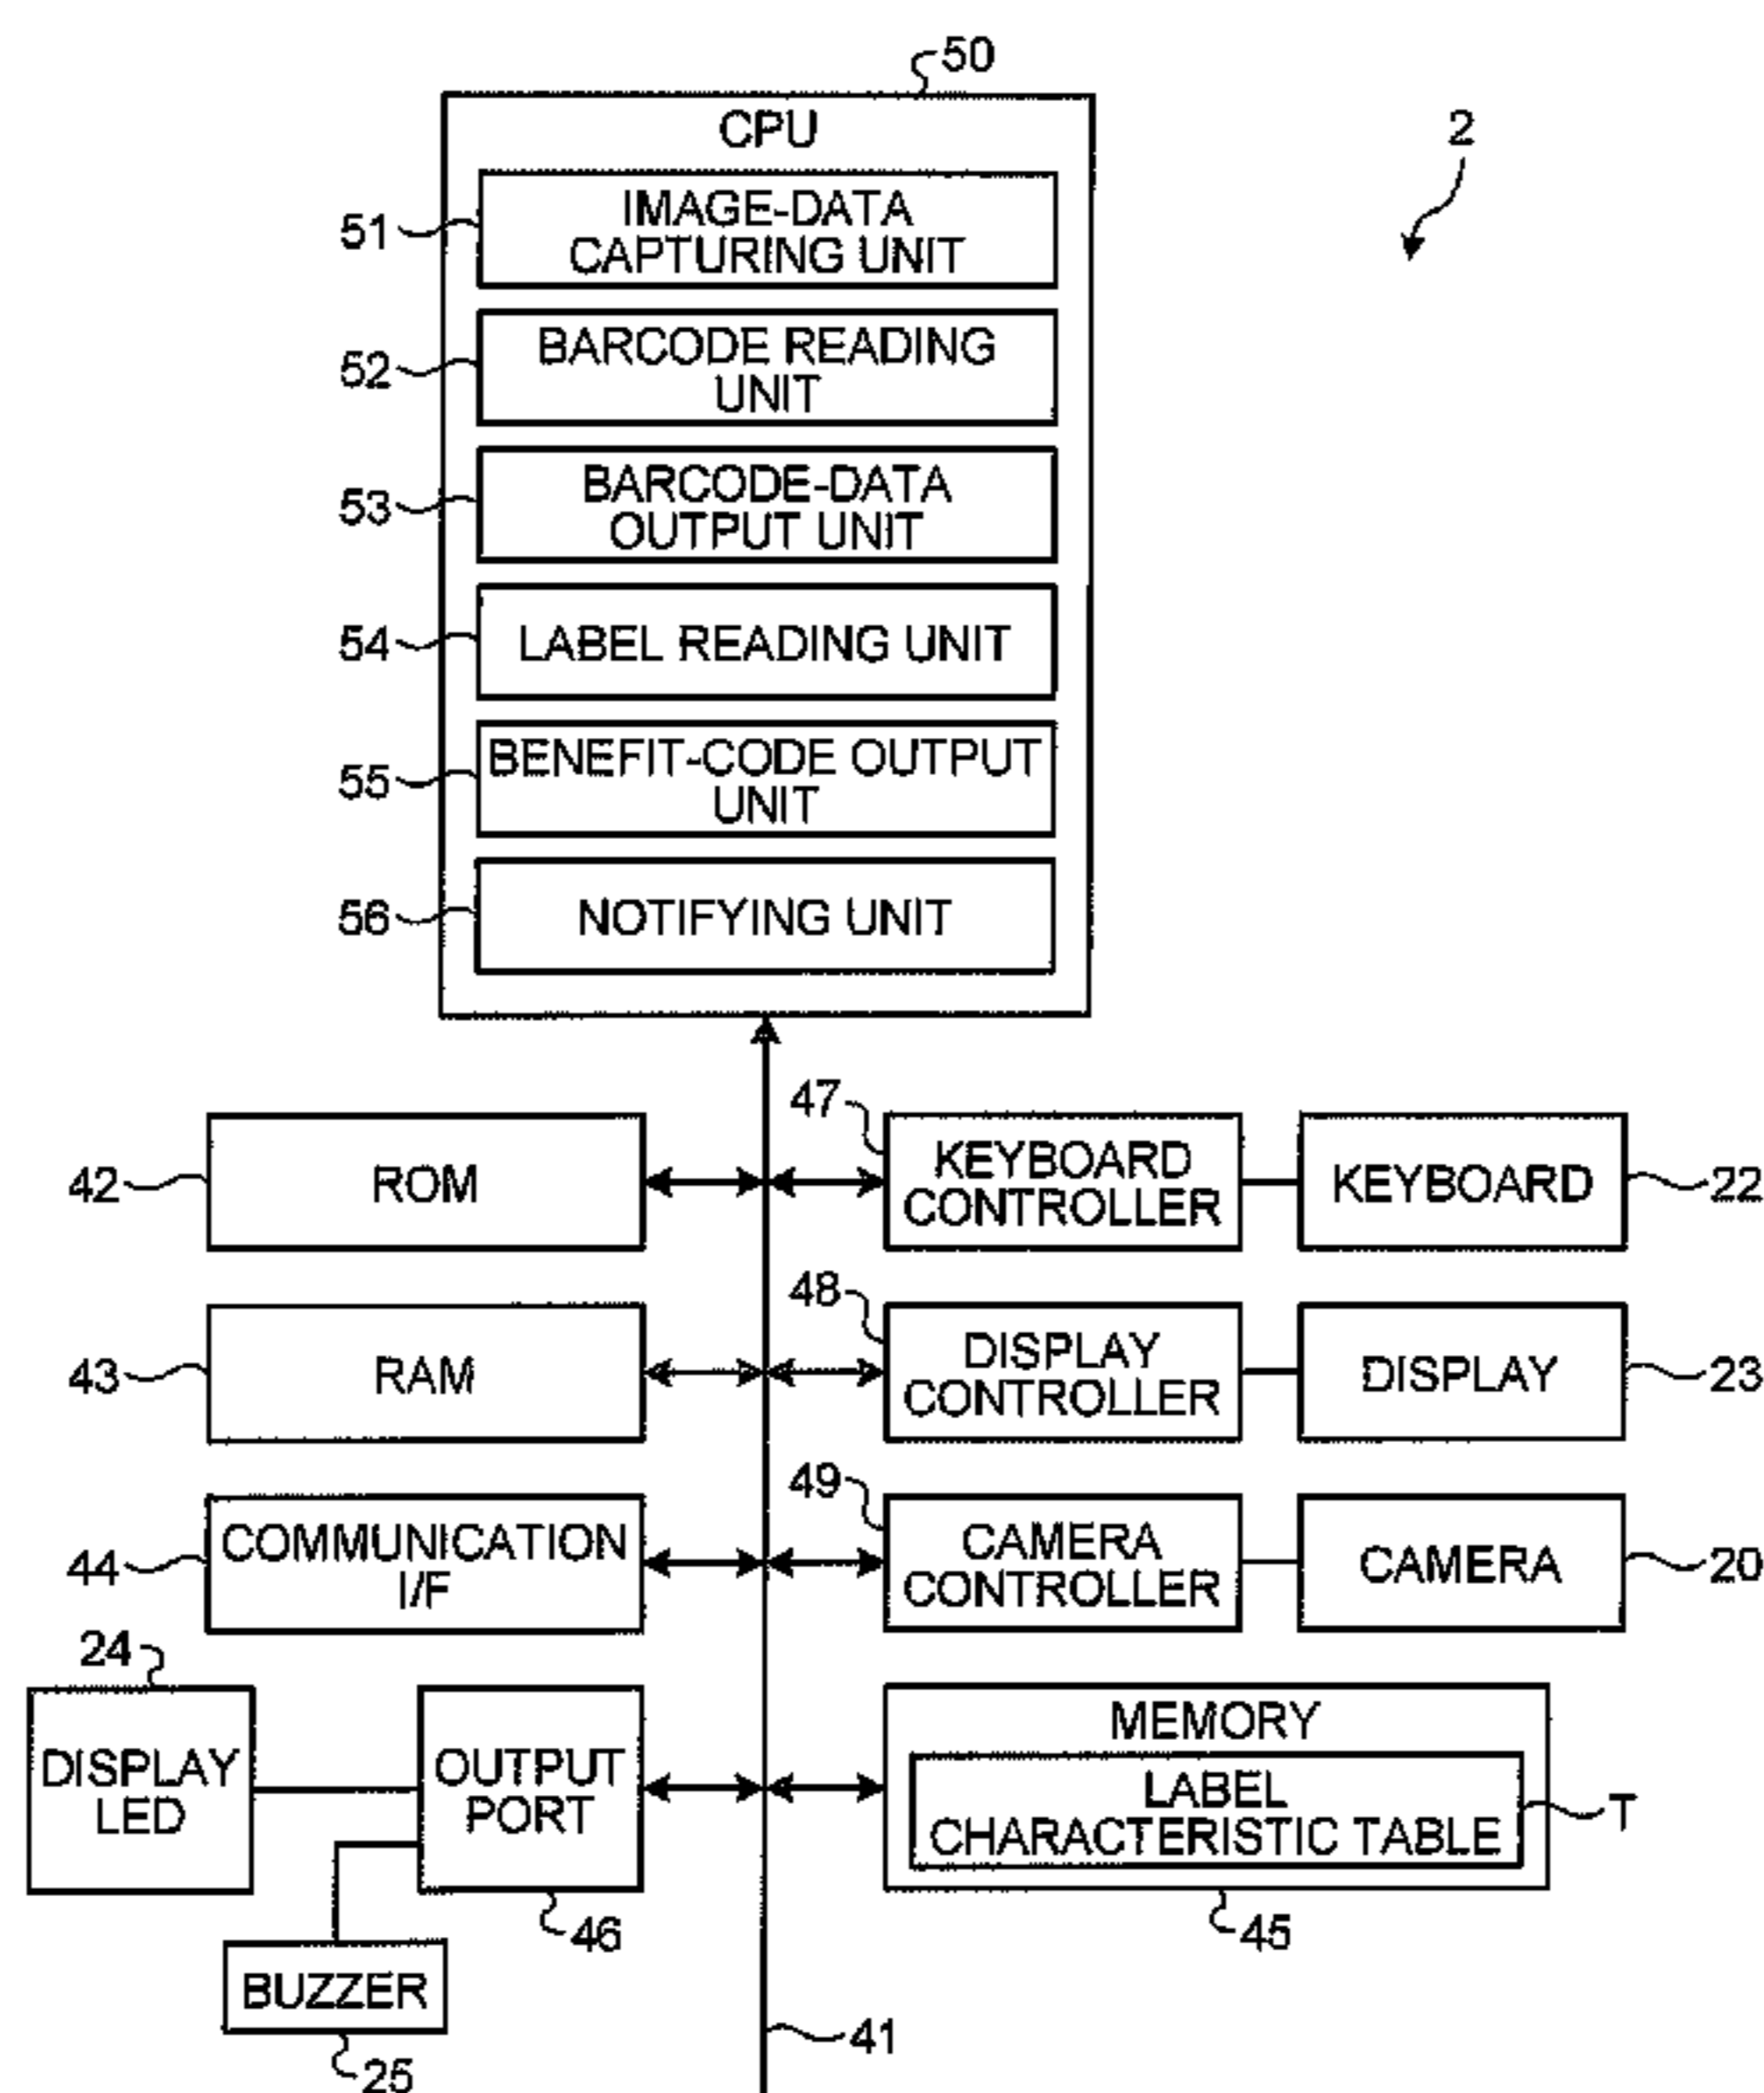 50
CPU
2
51
IMAGE-DATA
CAPTURING UNIT
52
BARCODE READING
UNIT
53
BARCODE-DATA
OUTPUT UNIT
54
LABEL READING UNIT
55
BENEFIT-CODE OUTPUT
UNIT
56
NOTIFYING UNIT
42
ROM
47
KEYBOARD
CONTROLLER
KEYBOARD
22
43
RAM
48
DISPLAY
CONTROLLER
DISPLAY
23
44
COMMUNICATION
I/F
49
CAMERA
CONTROLLER
CAMERA
20
24
DISPLAY
LED
OUTPUT
PORT
46
MEMORY
LABEL
CHARACTERISTIC TABLE
T
45
BUZZER
25
41